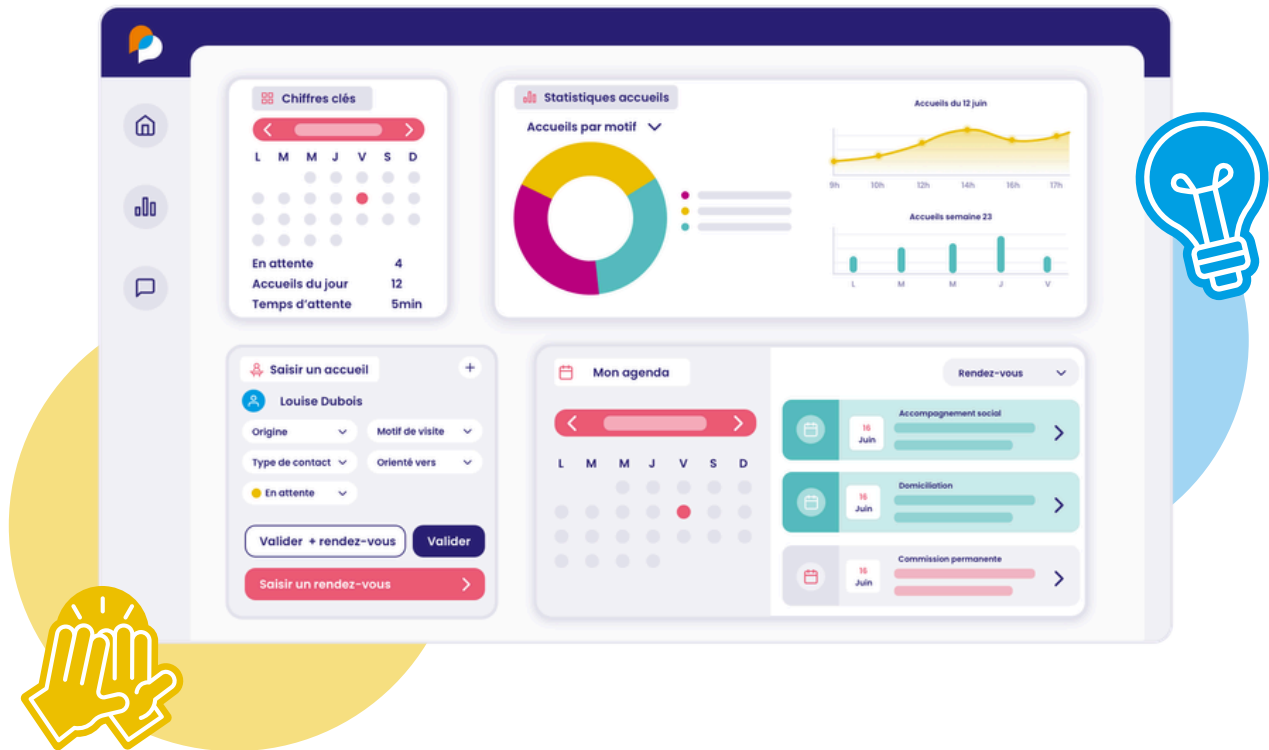 Chiffres clés
L M M J V S D
En attente 4
Accueils du jour 12
Temps d'attente 5min
Statistiques accueils
Accueils par motif
Accueils du 12 juin
9h 10h 12h 14h 16h 17h
Accueils semaine 23
L M M J V
Saisir un accueil +
Louise Dubois
Origine Motif de visite
Type de contact Orienté vers
En attente
Valider + rendez-vous Valider
Saisir un rendez-vous
Mon agenda
L M M J V S D
Rendez-vous
Accompagnement social
16
Juin
Domiciliation
16
Juin
Commission permanente
16
Juin